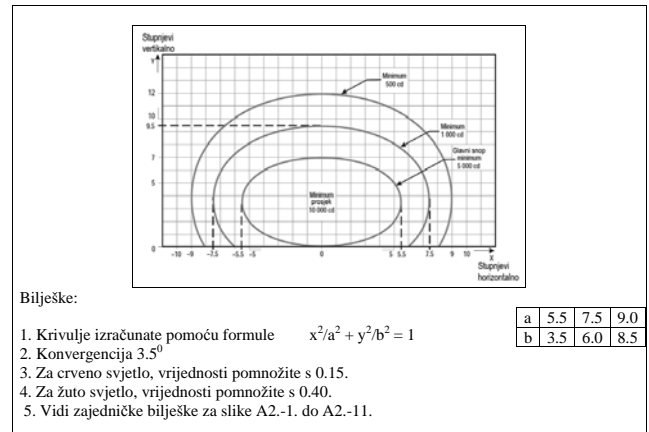 Stupnjevi
vertikalno
Y
Minimum
500 cd
12
10
9.5
Minimum
1 000 cd
Glavni snop
minimum
5 000 cd
7
5
Minimum
prosjek
10 000 cd
0
-10 -9 -7.5 -5.5 -5 0 5 5.5 7.5 9 10
X
Stupnjevi
horizontalno
Bilješke:
a 5.5 7.5 9.0
b 3.5 6.0 8.5
1. Krivulje izračunate pomoću formule x²/a² + y²/b² = 1
2. Konvergencija 3.5⁰
3. Za crveno svjetlo, vrijednosti pomnožite s 0.15.
4. Za žuto svjetlo, vrijednosti pomnožite s 0.40.
5. Vidi zajedničke bilješke za slike A2.-1. do A2.-11.